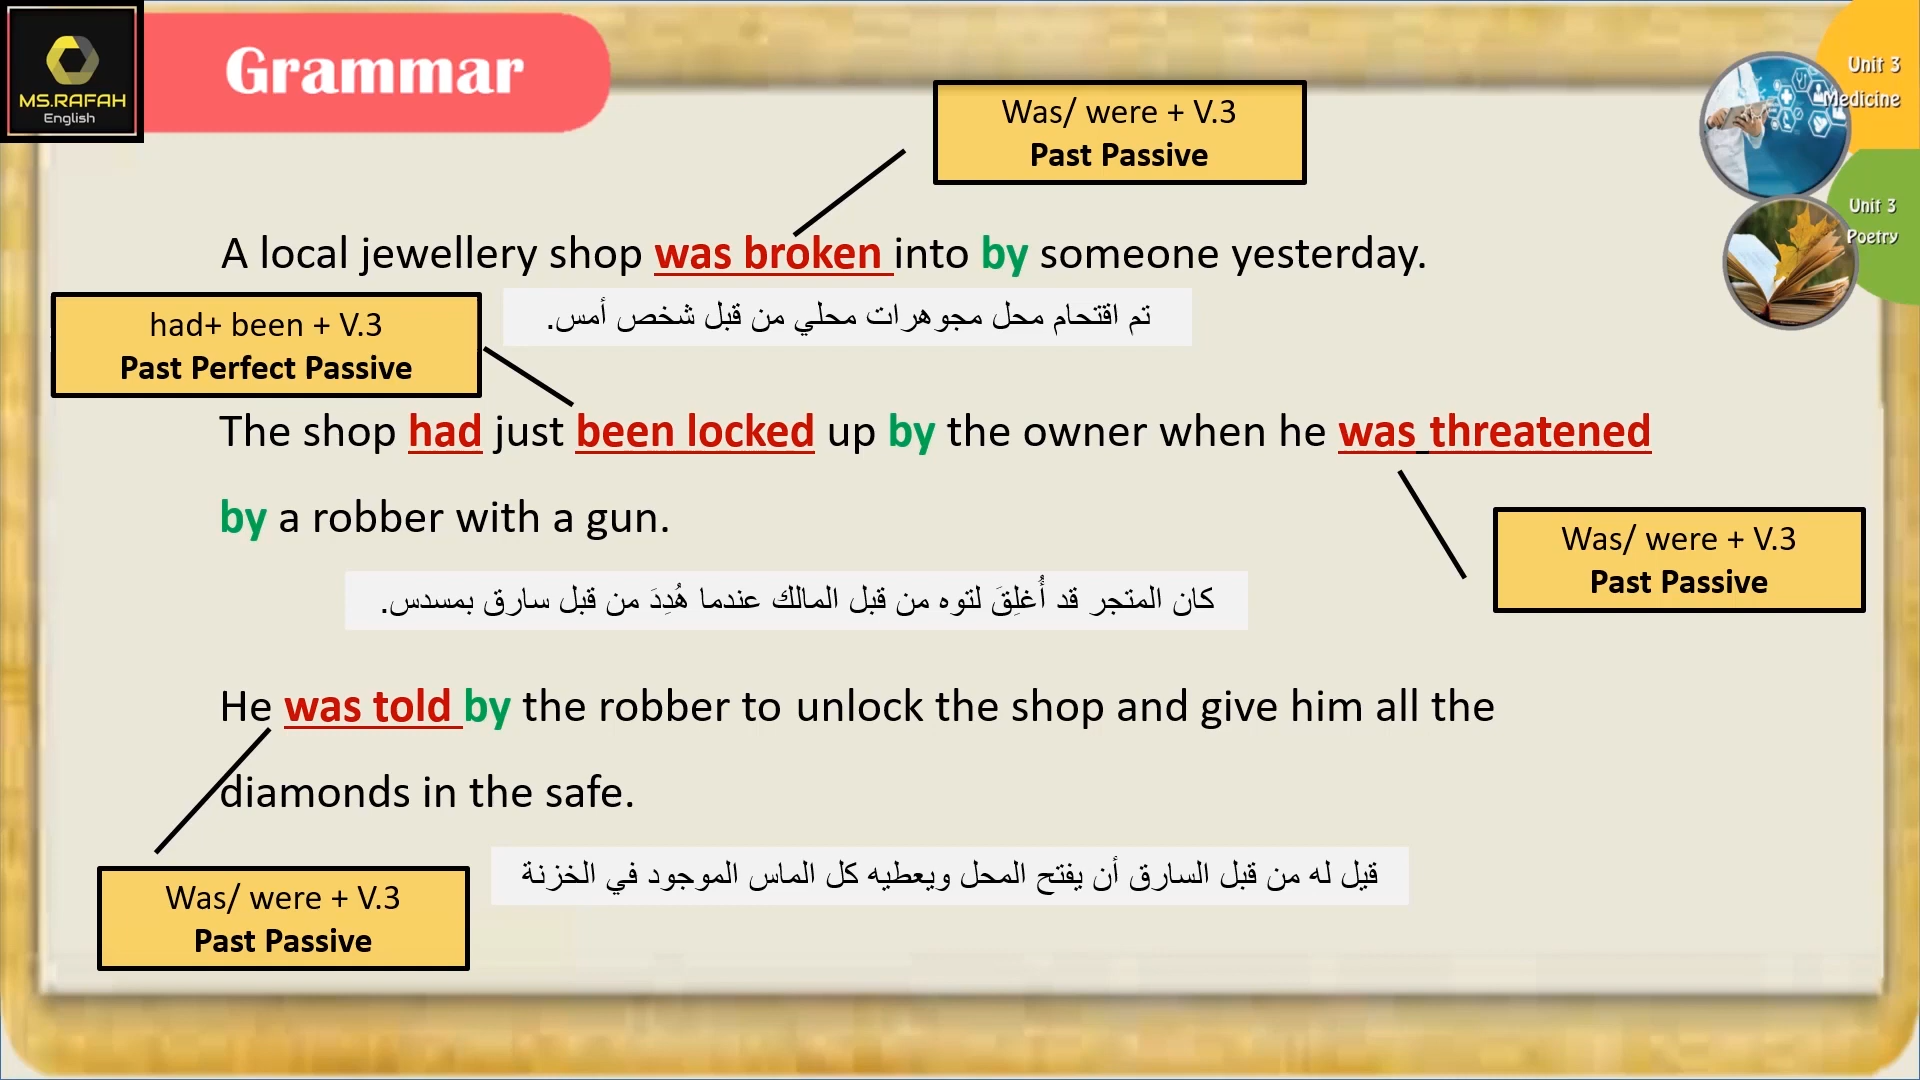 MS.RAFAH
English
Grammar
Unit 3
Medicine
Unit 3
Poetry
Was/ were + V.3
Past Passive
A local jewellery shop was broken into by someone yesterday.
تم اقتحام محل مجوهرات محلي من قبل شخص أمس.
had+ been + V.3
Past Perfect Passive
The shop had just been locked up by the owner when he was threatened
by a robber with a gun.
Was/ were + V.3
Past Passive
كان المتجر قد أُغلِقَ لتوه من قبل المالك عندما هُدِدَ من قبل سارق بمسدس.
He was told by the robber to unlock the shop and give him all the
diamonds in the safe.
قيل له من قبل السارق أن يفتح المحل ويعطيه كل الماس الموجود في الخزنة
Was/ were + V.3
Past Passive